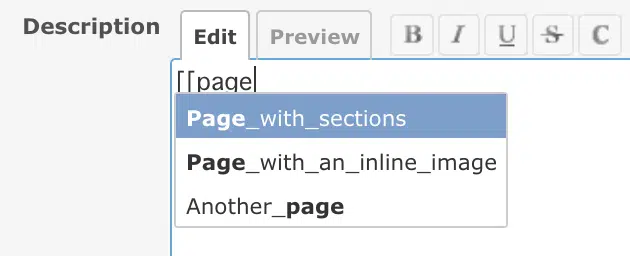 Description Edit Preview B I U S C
[[page
Page_with_sections
Page_with_an_inline_image
Another_page